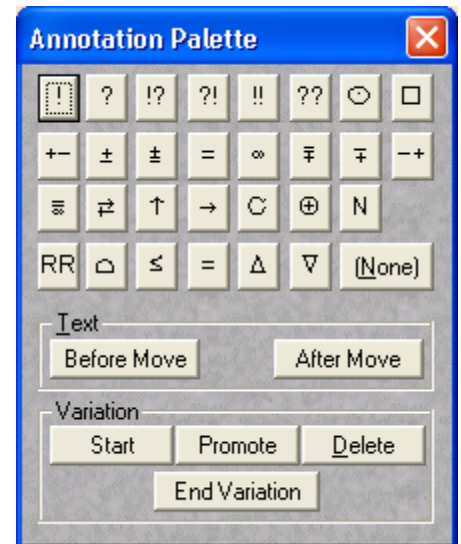 Annotation Palette
! ? !? ?! !! ?? ⊙ □
+− ± ⩲ = ∞ ∓ ⩱ −+
⯹ ⇄ ↑ → C ⊕ N
RR ⌓ ≤ = Δ ∇ (None)
Text
Before Move After Move
Variation
Start Promote Delete
End Variation